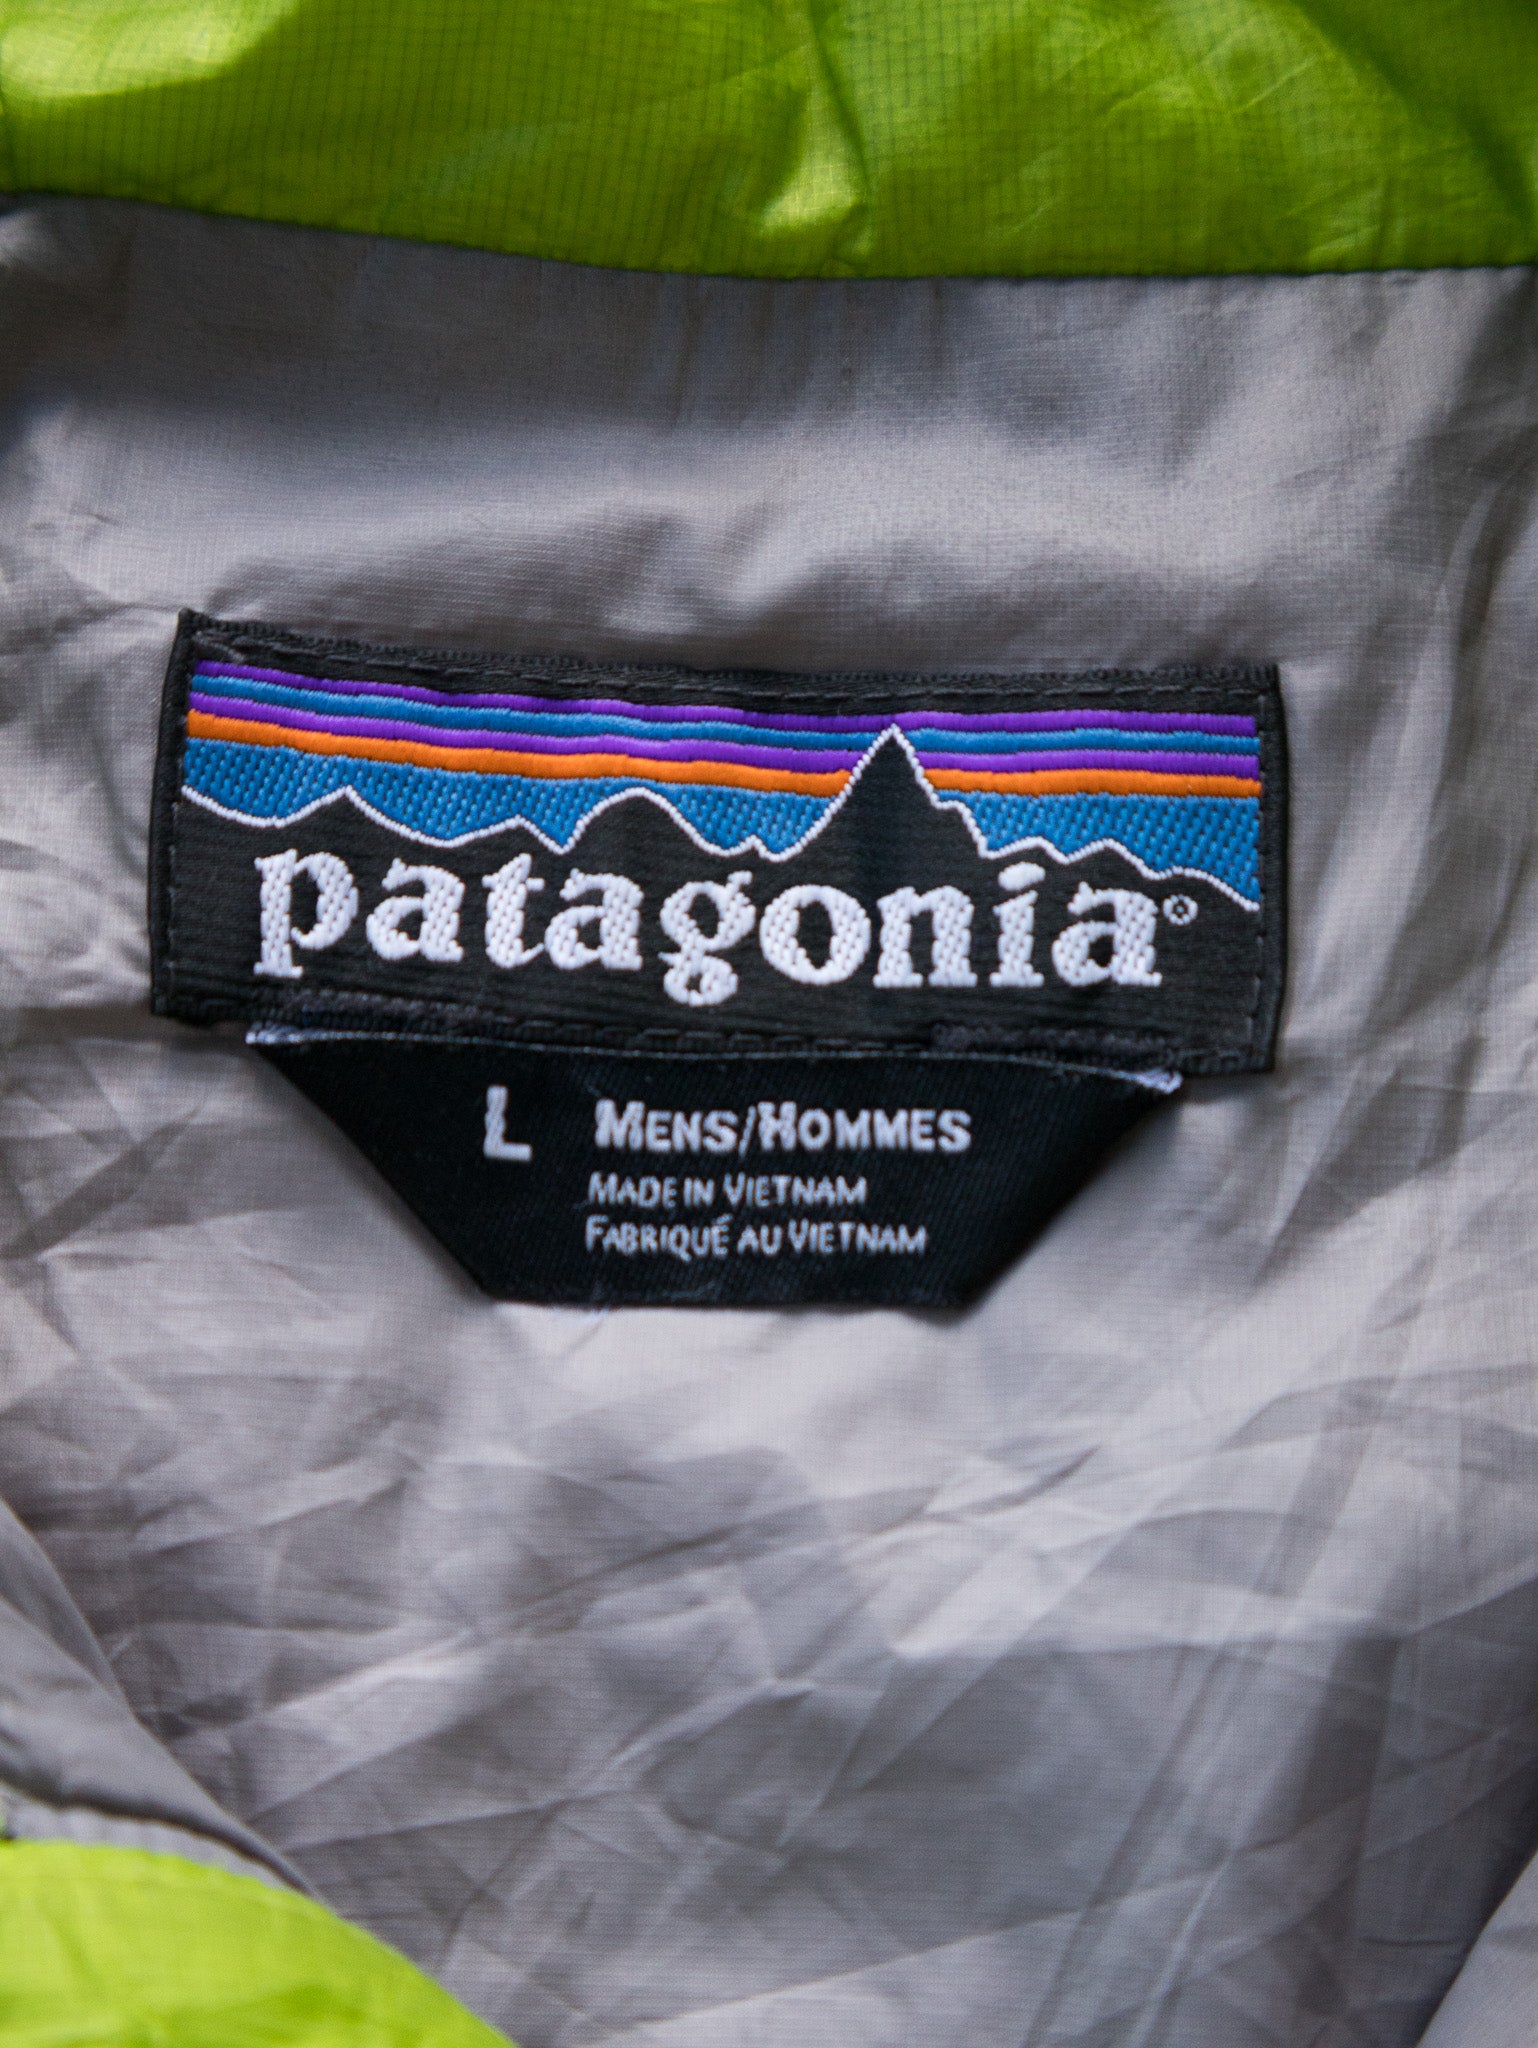 patagonia®
L MENS/HOMMES
MADE IN VIETNAM
FABRIQUÉ AU VIETNAM